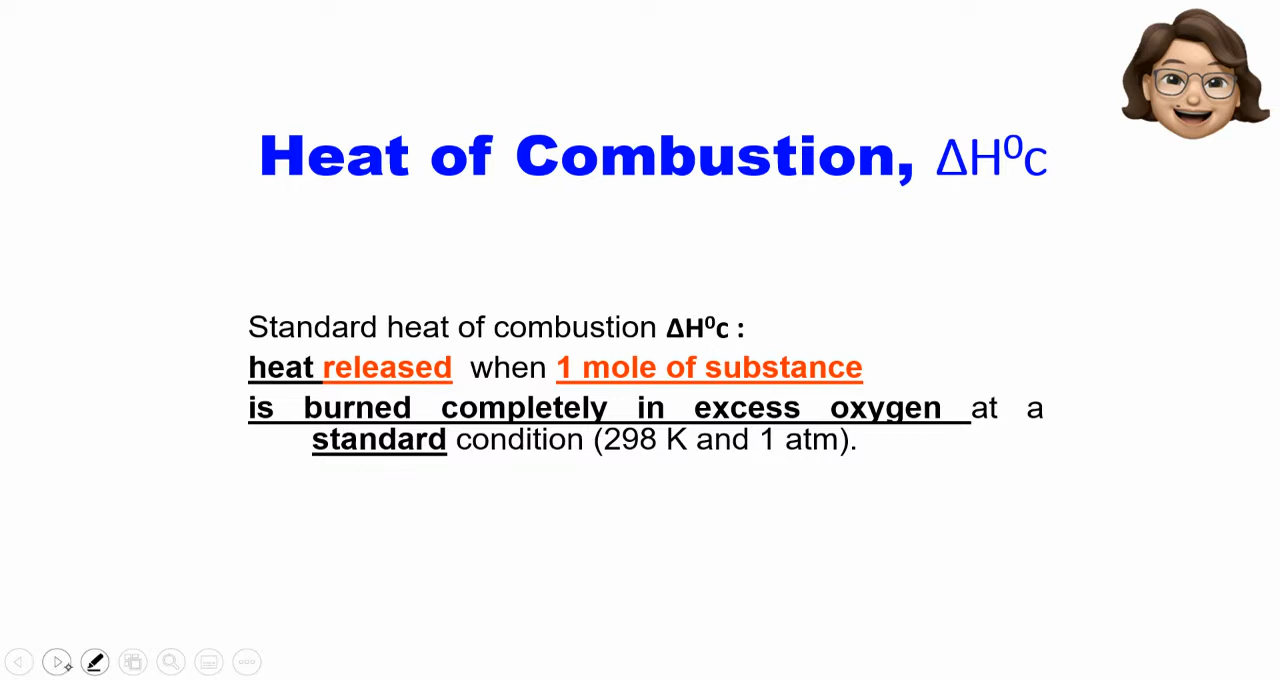 Heat of Combustion, ΔH⁰c
Standard heat of combustion ΔH⁰c :
heat released when 1 mole of substance
is burned completely in excess oxygen at a
standard condition (298 K and 1 atm).